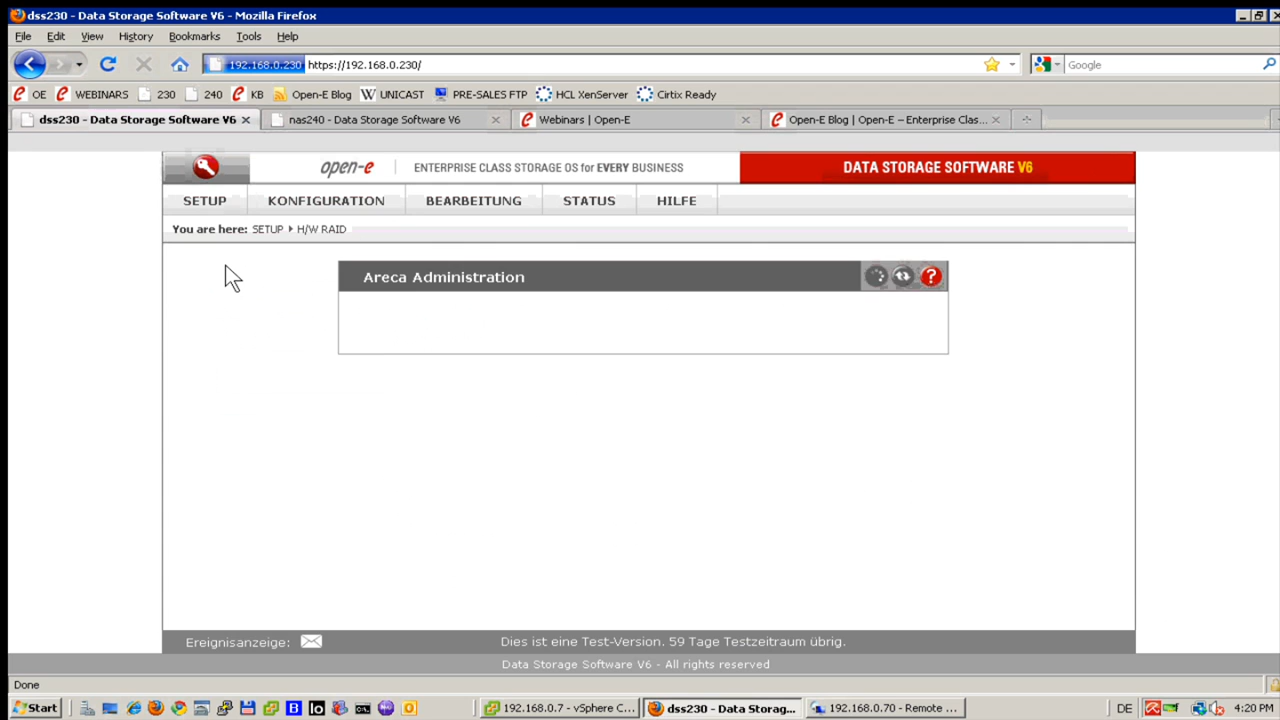 dss230 - Data Storage Software V6 - Mozilla Firefox
File Edit View History Bookmarks Tools Help
192.168.0.230 https://192.168.0.230/ Google
OE WEBINARS 230 240 KB Open-E Blog UNICAST PRE-SALES FTP HCL XenServer Cirtix Ready
dss230 - Data Storage Software V6 nas240 - Data Storage Software V6 Webinars | Open-E Open-E Blog | Open-E – Enterprise Clas...
open-e ENTERPRISE CLASS STORAGE OS for EVERY BUSINESS DATA STORAGE SOFTWARE V6
SETUP KONFIGURATION BEARBEITUNG STATUS HILFE
You are here: SETUP H/W RAID
Areca Administration ?
Ereignisanzeige: Dies ist eine Test-Version. 59 Tage Testzeitraum übrig.
Data Storage Software V6 - All rights reserved
Done
Start 192.168.0.7 - vSphere C... dss230 - Data Storag... 192.168.0.70 - Remote ... DE 4:20 PM